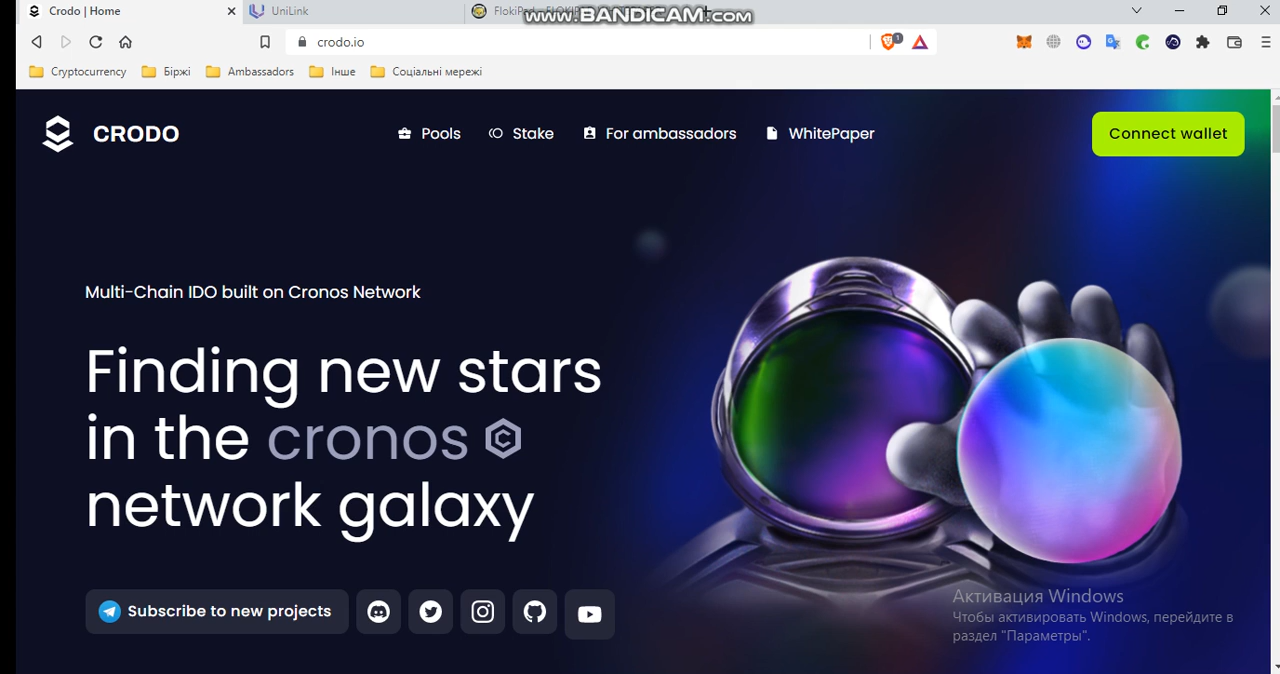 Crodo | Home
UniLink
www.BANDICAM.com
crodo.io
1
Cryptocurrency
Біржі
Ambassadors
Інше
Соціальні мережі
CRODO
Pools
Stake
For ambassadors
WhitePaper
Connect wallet
Multi-Chain IDO built on Cronos Network
Finding new stars
in the cronos
network galaxy
Subscribe to new projects
Активация Windows
Чтобы активировать Windows, перейдите в
раздел "Параметры".